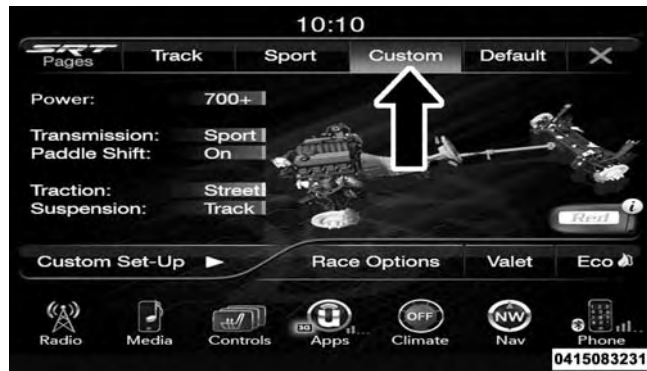 10:10
SRT Pages Track Sport Custom Default X
Power: 700+
Transmission: Sport
Paddle Shift: On
Traction: Street
Suspension: Track
i
Red
Custom Set-Up Race Options Valet Eco
3G OFF NW
Radio Media Controls Apps Climate Nav Phone
0415083231